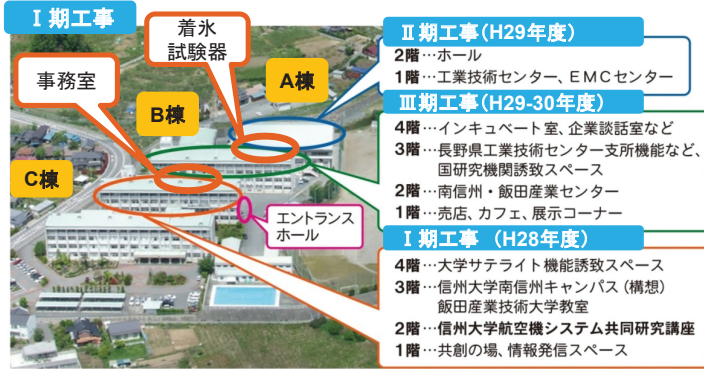 Ⅰ期工事
着氷
試験器
事務室
A棟
B棟
C棟
エントランス
ホール
Ⅱ期工事(H29年度)
2階…ホール
1階…工業技術センター、EMCセンター
Ⅲ期工事(H29-30年度)
4階…インキュベート室、企業談話室など
3階…長野県工業技術センター支所機能など、
国研究機関誘致スペース
2階…南信州・飯田産業センター
1階…売店、カフェ、展示コーナー
Ⅰ期工事 (H28年度)
4階…大学サテライト機能誘致スペース
3階…信州大学南信州キャンパス(構想)
飯田産業技術大学教室
2階…信州大学航空機システム共同研究講座
1階…共創の場、情報発信スペース